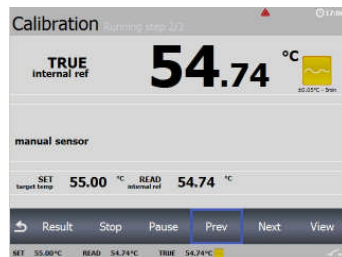 Calibration Running step 2/2
TRUE
internal ref
54.74 °C
±0.05°C - 5min
manual sensor
SET
target temp
55.00 °C
READ
internal ref
54.74 °C
Result Stop Pause Prev Next View
SET 55.00°C READ 54.74°C TRUE 54.74°C